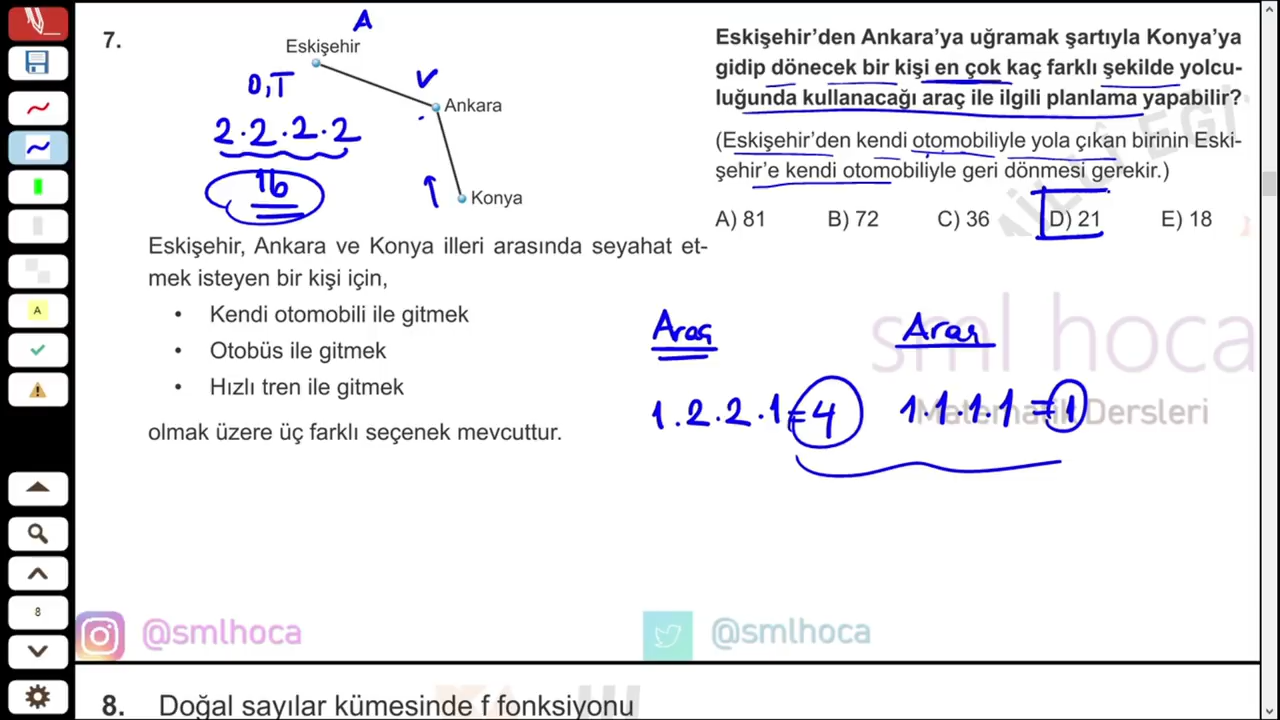 7.
A
Eskişehir
O,T
V
Ankara
2.2.2.2
16
Konya
Eskişehir, Ankara ve Konya illeri arasında seyahat et-
mek isteyen bir kişi için,
• Kendi otomobili ile gitmek
• Otobüs ile gitmek
• Hızlı tren ile gitmek
olmak üzere üç farklı seçenek mevcuttur.
Eskişehir'den Ankara'ya uğramak şartıyla Konya'ya
gidip dönecek bir kişi en çok kaç farklı şekilde yolcu-
luğunda kullanacağı araç ile ilgili planlama yapabilir?
(Eskişehir'den kendi otomobiliyle yola çıkan birinin Eski-
şehir'e kendi otomobiliyle geri dönmesi gerekir.)
A) 81 B) 72 C) 36 D) 21 E) 18
sml hoca
Matematik Dersleri
Araç Araç
1.2.2.1=4 1.1.1.1=1
@smlhoca @smlhoca
8. Doğal sayılar kümesinde f fonksiyonu
A
8